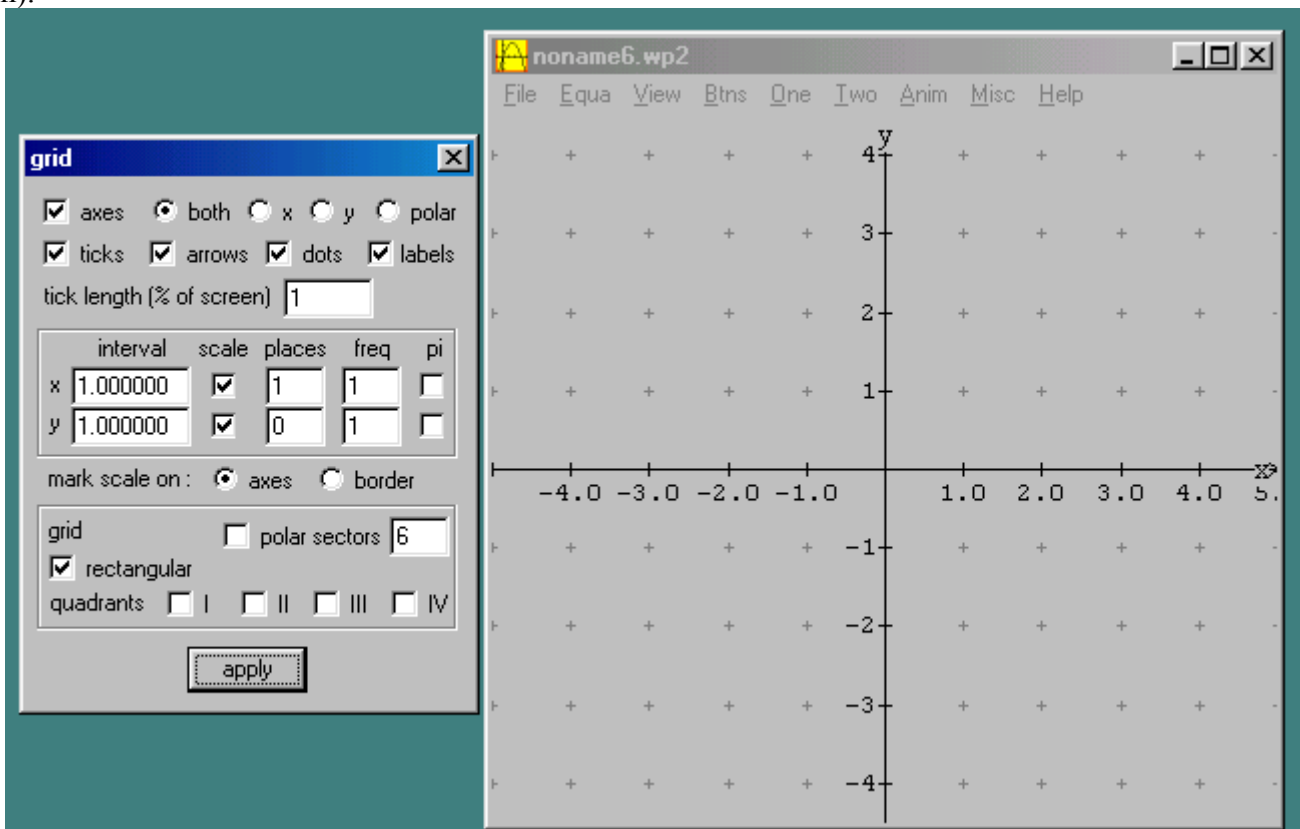 noname6.wp2
File Equa View Btns One Two Anim Misc Help
grid
axes both x y polar
ticks arrows dots labels
tick length (% of screen) 1
interval scale places freq pi
x 1.000000 1 1
y 1.000000 0 1
mark scale on : axes border
grid polar sectors 6
rectangular
quadrants I II III IV
apply
y
4
3
2
1
x
-4.0 -3.0 -2.0 -1.0 1.0 2.0 3.0 4.0 5.
-1
-2
-3
-4